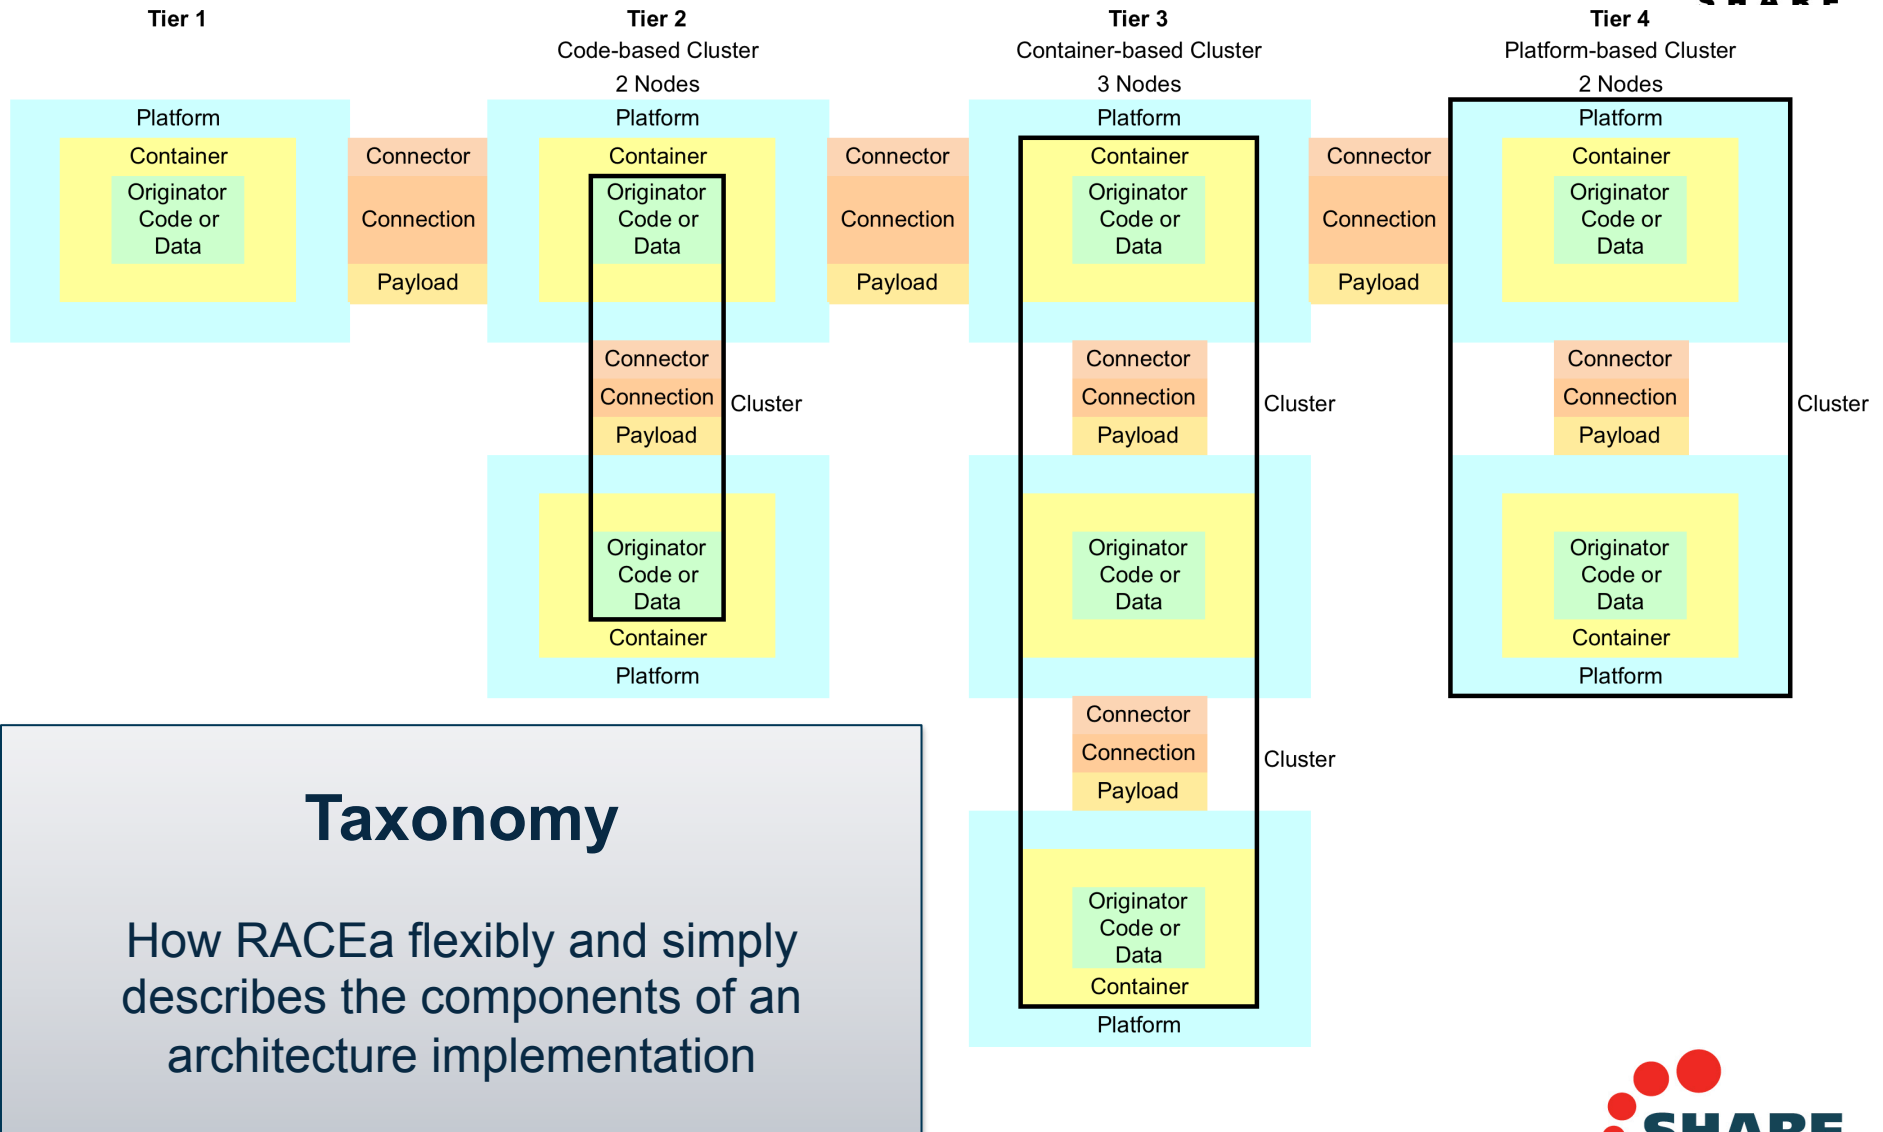 SHARE
Tier 1
Tier 2
Tier 3
Tier 4
Code-based Cluster
Container-based Cluster
Platform-based Cluster
2 Nodes
3 Nodes
2 Nodes
Platform
Platform
Platform
Platform
Container
Connector
Container
Connector
Container
Connector
Container
Originator
Code or
Data
Connection
Originator
Code or
Data
Connection
Originator
Code or
Data
Connection
Originator
Code or
Data
Payload
Payload
Payload
Connector
Connection
Payload
Cluster
Connector
Connection
Payload
Cluster
Connector
Connection
Payload
Cluster
Originator
Code or
Data
Container
Platform
Originator
Code or
Data
Originator
Code or
Data
Container
Platform
Connector
Connection
Payload
Cluster
Originator
Code or
Data
Container
Platform
Taxonomy
How RACEa flexibly and simply
describes the components of an
architecture implementation
SHARE